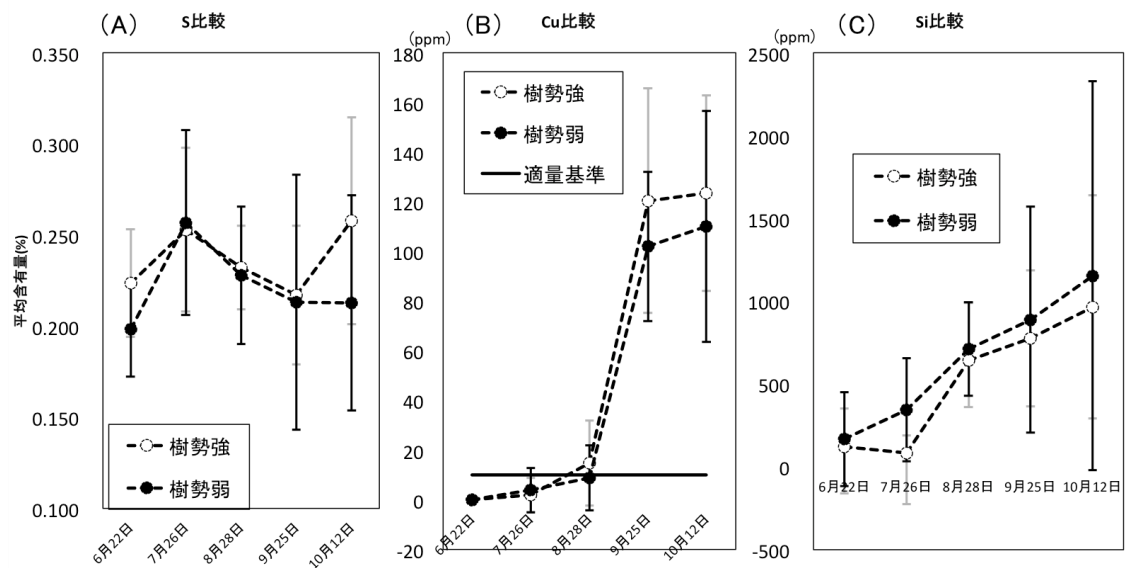 （A）
S比較
0.350
0.300
0.250
0.200
0.150
0.100
平均含有量(%)
樹勢強
樹勢弱
6月22日
7月26日
8月28日
9月25日
10月12日
（B）
Cu比較
（ppm）
180
160
140
120
100
80
60
40
20
0
-20
樹勢強
樹勢弱
適量基準
6月22日
7月26日
8月28日
9月25日
10月12日
（C）
Si比較
（ppm）
2500
2000
1500
1000
500
0
-500
樹勢強
樹勢弱
6月22日
7月26日
8月28日
9月25日
10月12日